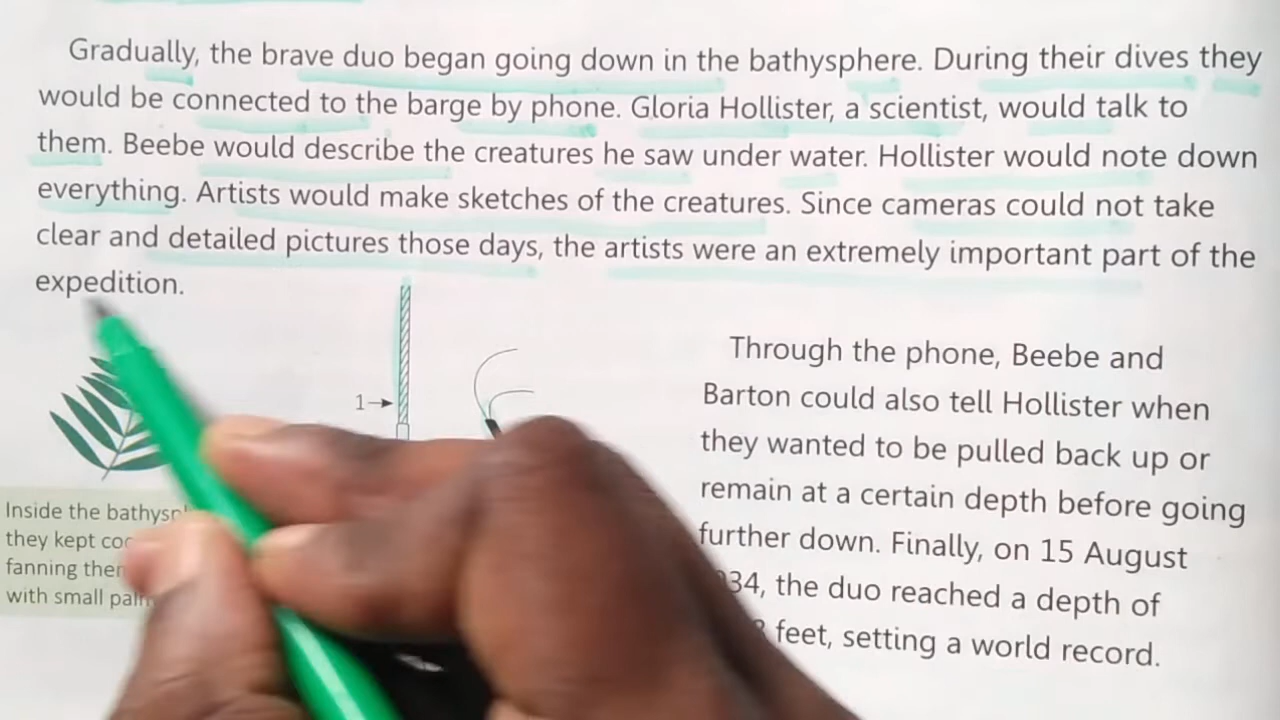 Gradually, the brave duo began going down in the bathysphere. During their dives they
would be connected to the barge by phone. Gloria Hollister, a scientist, would talk to
them. Beebe would describe the creatures he saw under water. Hollister would note down
everything. Artists would make sketches of the creatures. Since cameras could not take
clear and detailed pictures those days, the artists were an extremely important part of the
expedition.
1
Inside the
they kept
fanning
with small
Through the phone, Beebe and
Barton could also tell Hollister when
they wanted to be pulled back up or
remain at a certain depth before going
further down. Finally, on 15 August
34, the duo reached a depth of
feet, setting a world record.